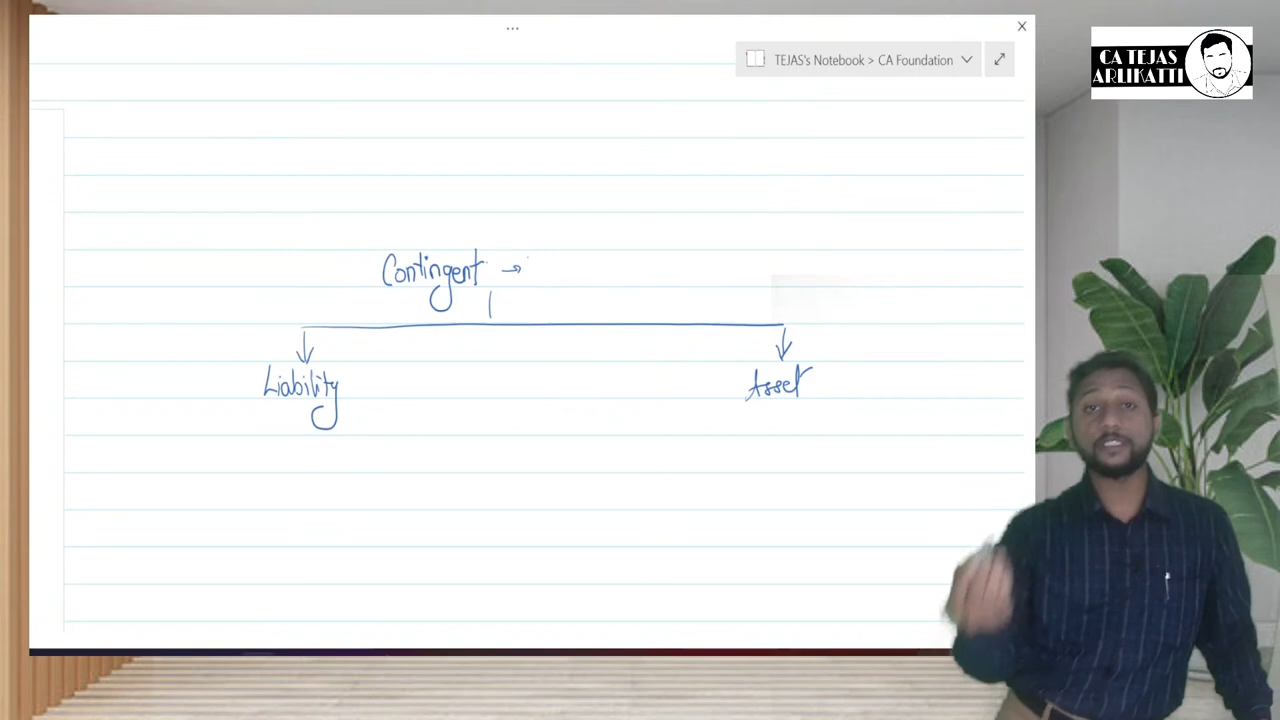 ...
X
TEJAS's Notebook > CA Foundation
CA TEJAS
ARLIKATTI
Contingent →
Liability
Asset